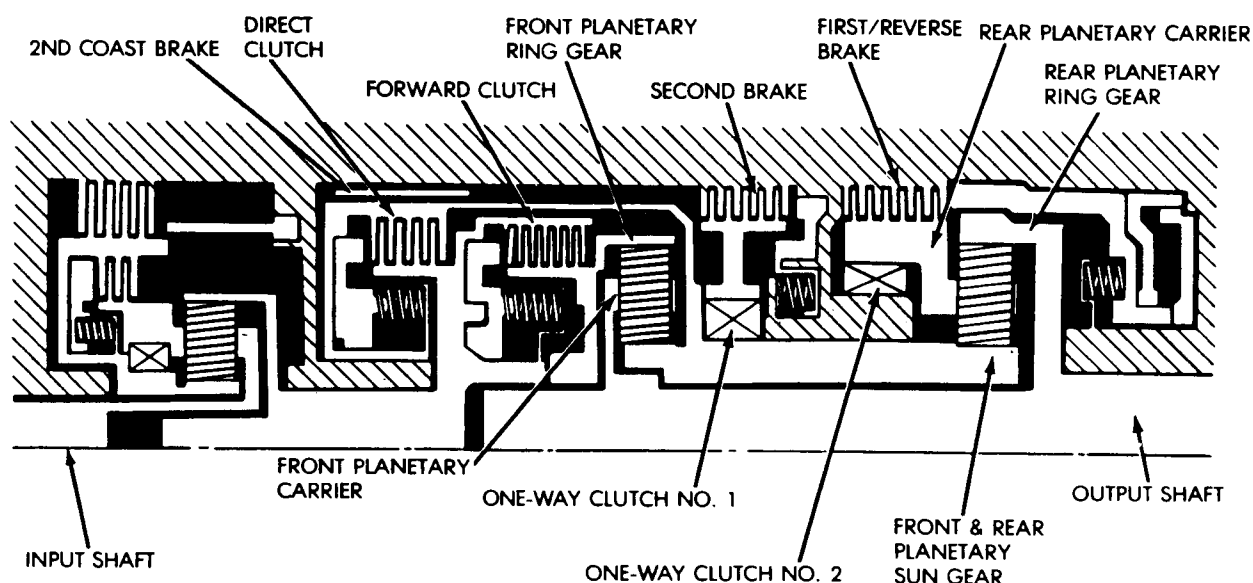 2ND COAST BRAKE
DIRECT
CLUTCH
FORWARD CLUTCH
FRONT PLANETARY
RING GEAR
SECOND BRAKE
FIRST/REVERSE
BRAKE
REAR PLANETARY CARRIER
REAR PLANETARY
RING GEAR
INPUT SHAFT
FRONT PLANETARY
CARRIER
ONE-WAY CLUTCH NO. 1
ONE-WAY CLUTCH NO. 2
FRONT & REAR
PLANETARY
SUN GEAR
OUTPUT SHAFT